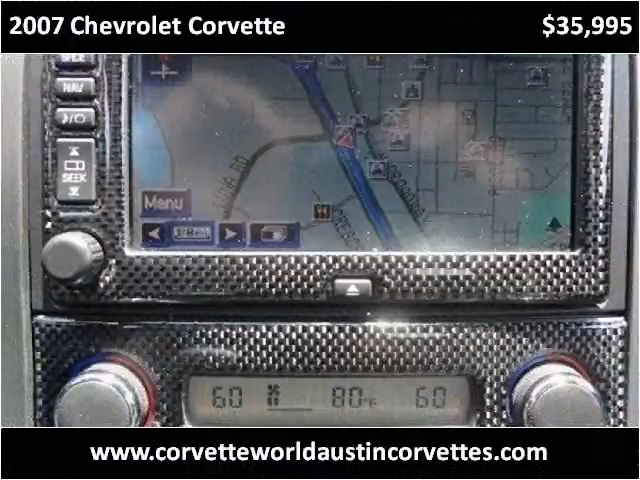 2007 Chevrolet Corvette
$35,995
NAV
SEEK
Menu
60 80°F 60
www.corvetteworldaustincorvettes.com